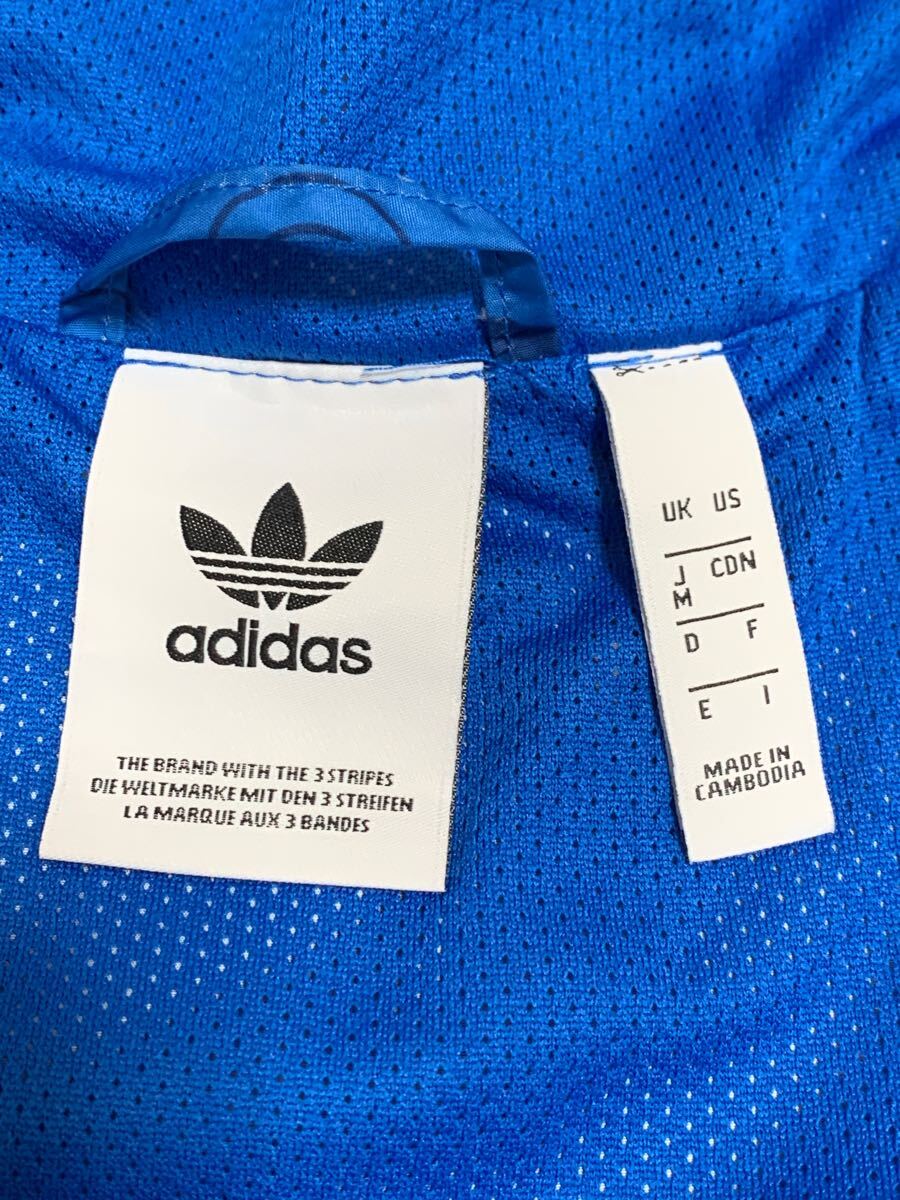 adidas
THE BRAND WITH THE 3 STRIPES
DIE WELTMARKE MIT DEN 3 STREIFEN
LA MARQUE AUX 3 BANDES
UK US
J CDN
M
D F
E I
MADE IN
CAMBODIA